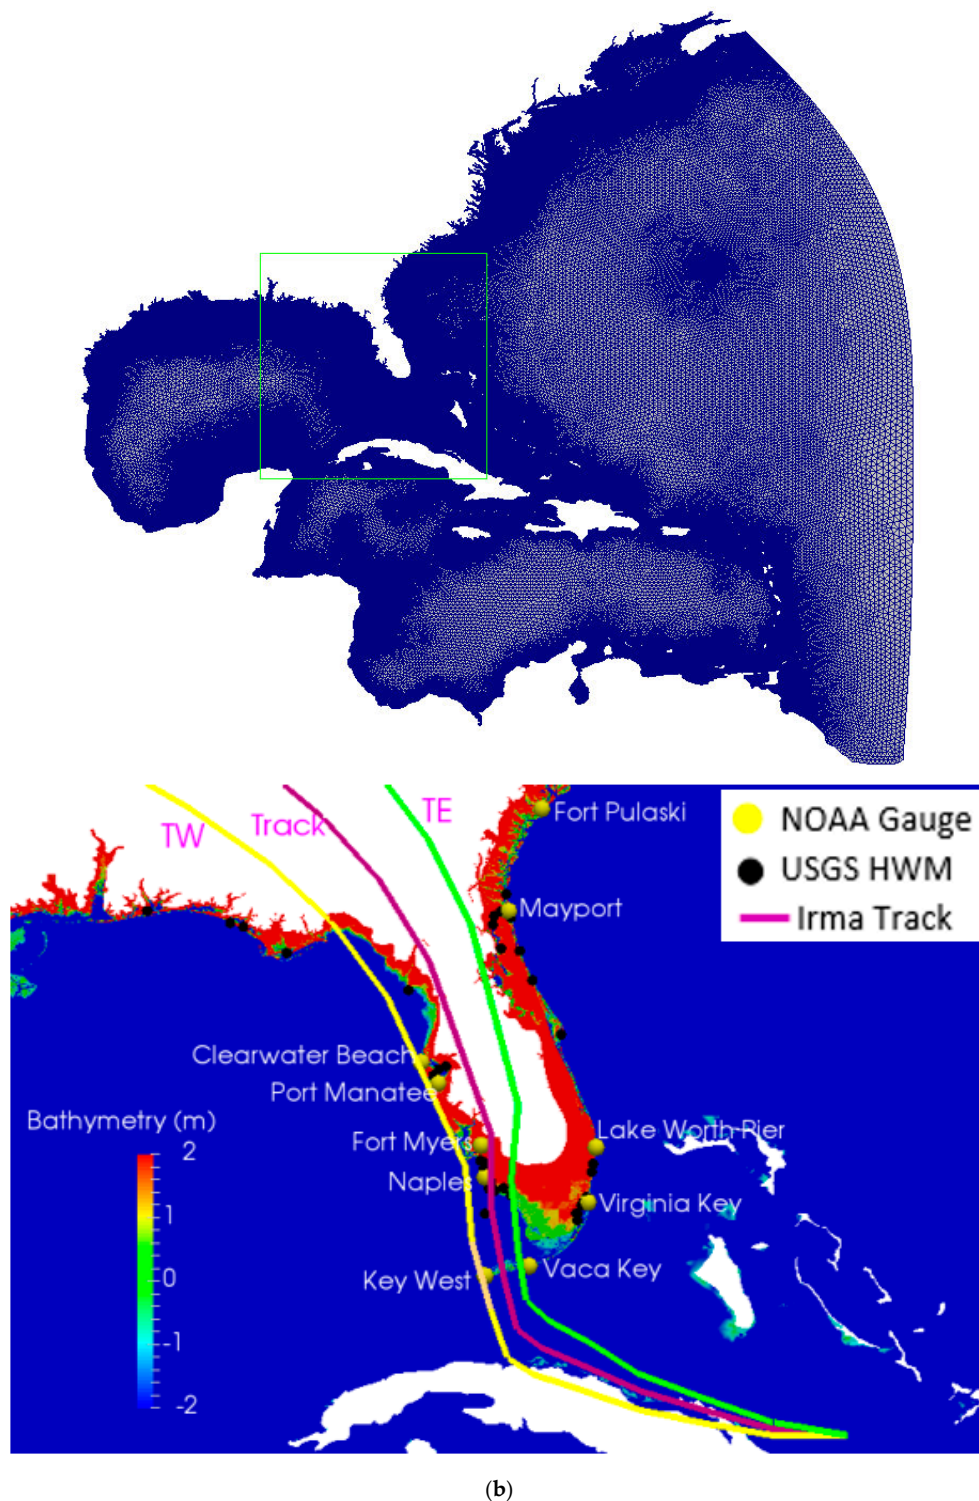 TW
Track
TE
Fort Pulaski
NOAA Gauge
USGS HWM
Irma Track
Mayport
Clearwater Beach
Port Manatee
Bathymetry (m)
2
1
0
-1
-2
Fort Myers
Naples
Key West
Lake Worth Pier
Virginia Key
Vaca Key
(b)